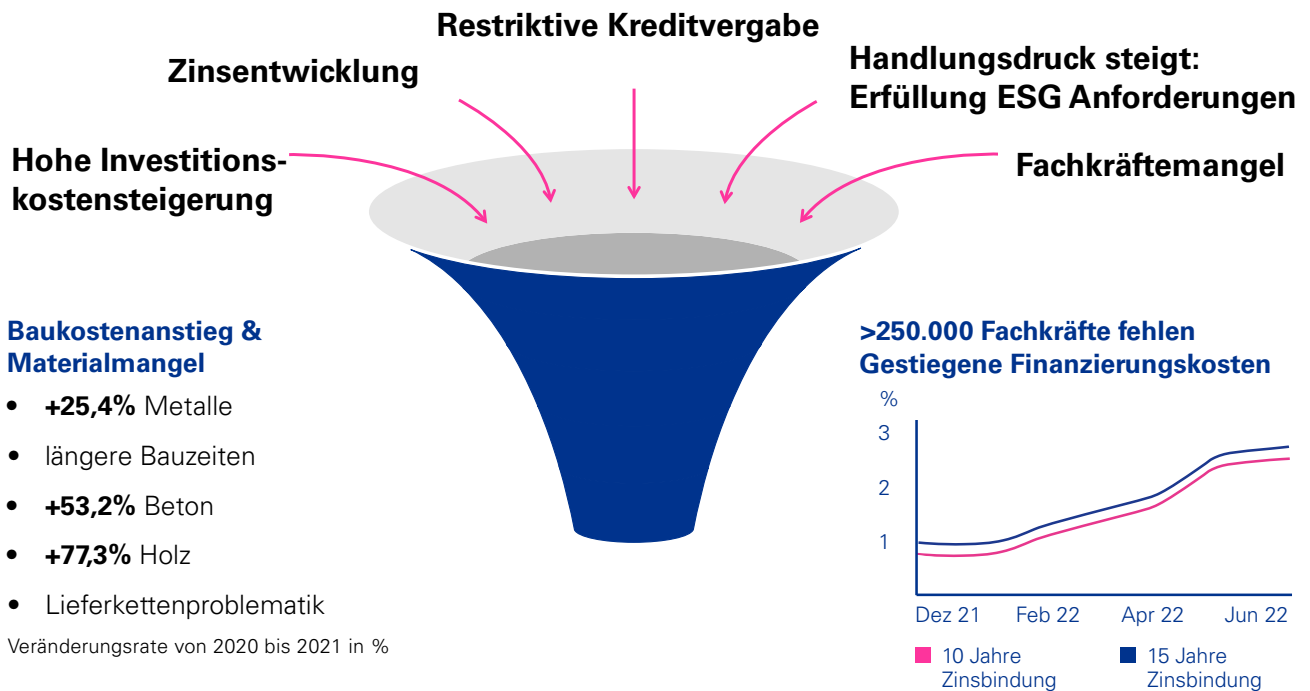 Restriktive Kreditvergabe
Zinsentwicklung
Handlungsdruck steigt:
Erfüllung ESG Anforderungen
Hohe Investitions-
kostensteigerung
Fachkräftemangel
Baukostenanstieg &
Materialmangel
• +25,4% Metalle
• längere Bauzeiten
• +53,2% Beton
• +77,3% Holz
• Lieferkettenproblematik
Veränderungsrate von 2020 bis 2021 in %
>250.000 Fachkräfte fehlen
Gestiegene Finanzierungskosten
%
3
2
1
Dez 21 Feb 22 Apr 22 Jun 22
10 Jahre
Zinsbindung
15 Jahre
Zinsbindung